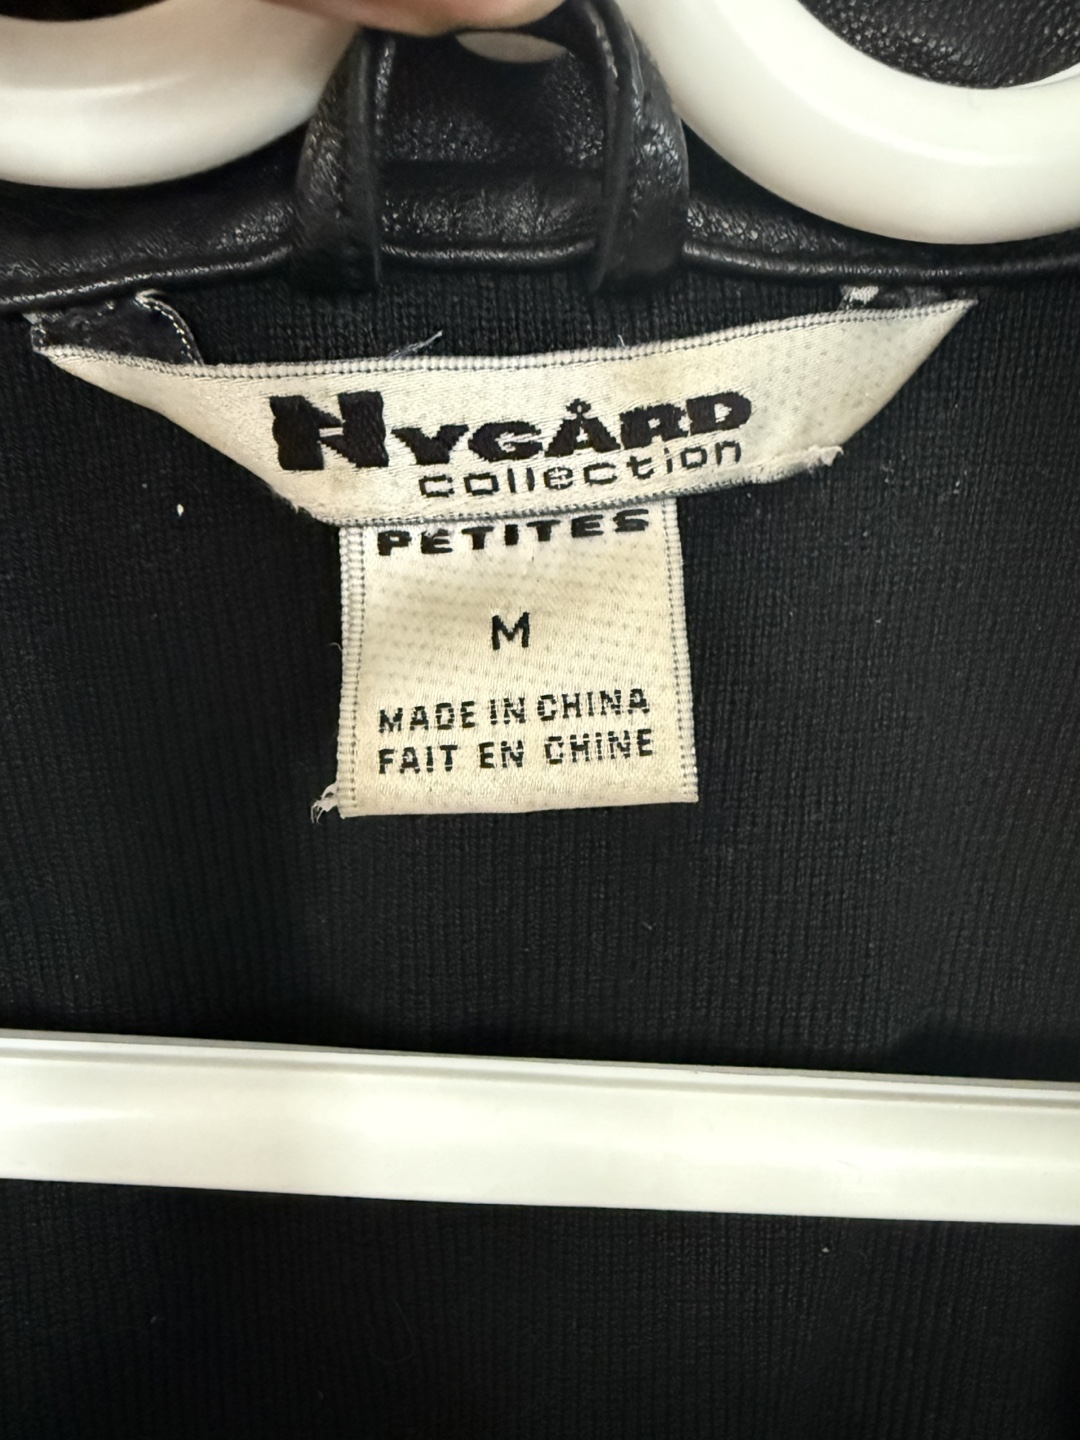 NYGÅRD
collection
PETITES
M
MADE IN CHINA
FAIT EN CHINE